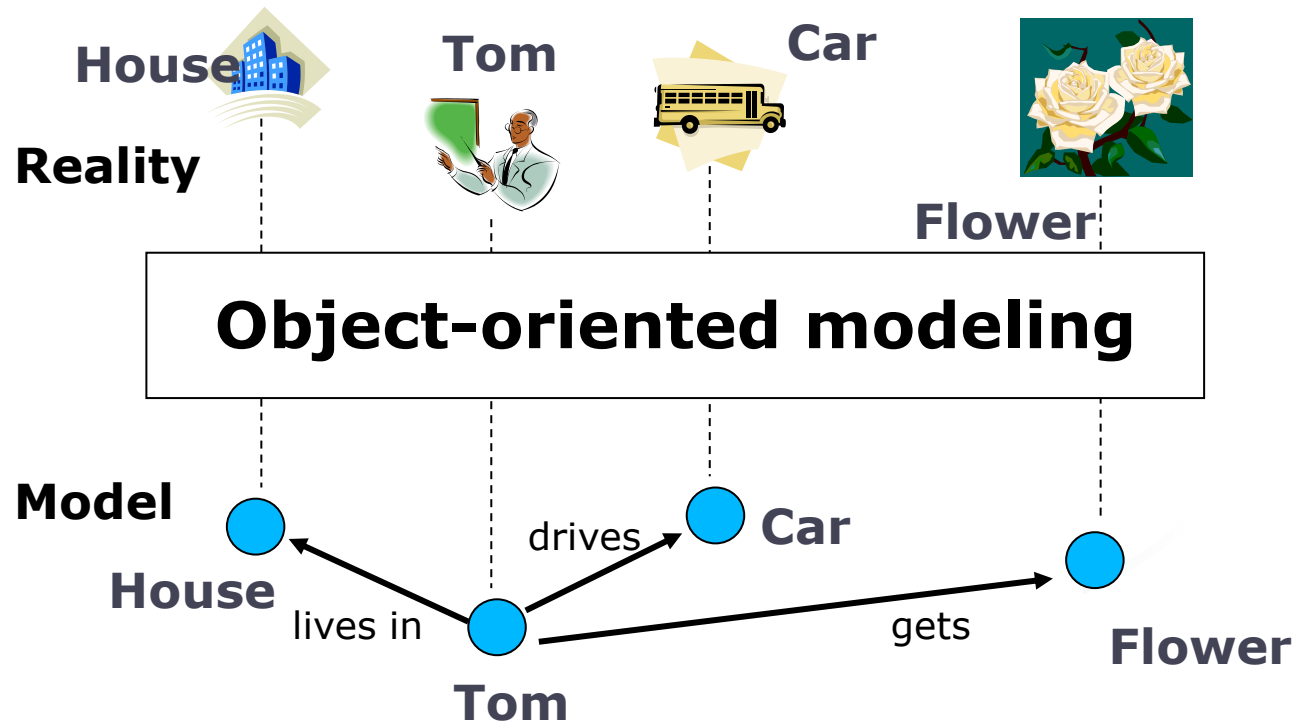 House
Tom
Car
Reality
Flower
Object-oriented modeling
Model
drives
Car
House
lives in
gets
Flower
Tom